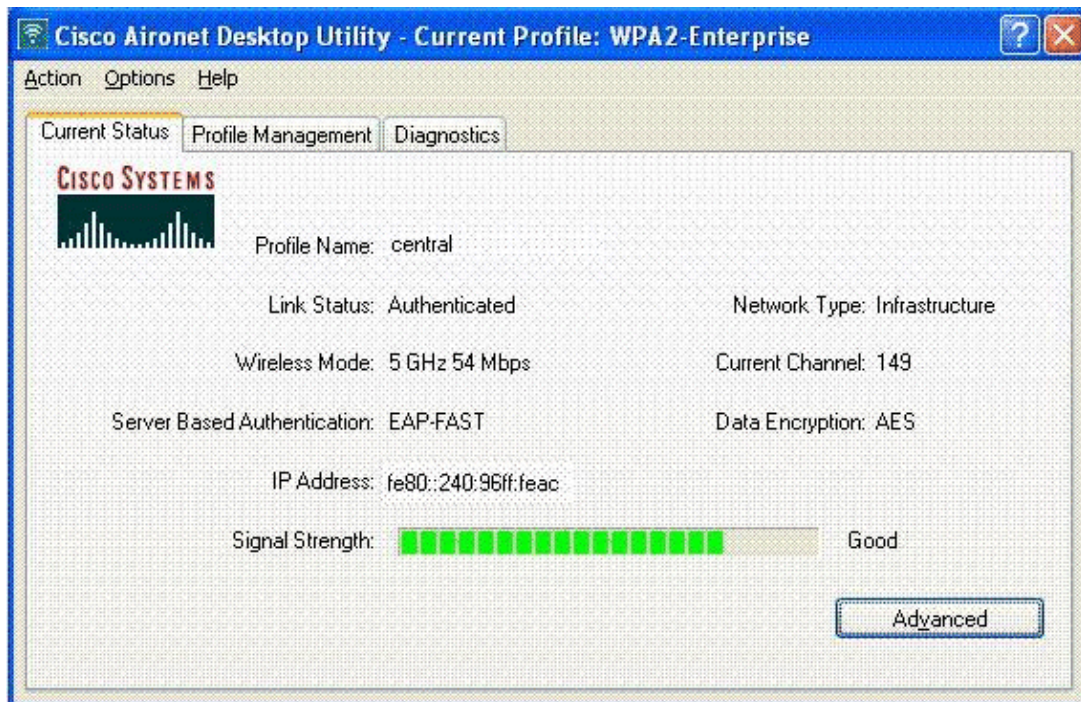 Cisco Aironet Desktop Utility - Current Profile: WPA2-Enterprise
Action Options Help
Current Status Profile Management Diagnostics
CISCO SYSTEMS
Profile Name: central
Link Status: Authenticated Network Type: Infrastructure
Wireless Mode: 5 GHz 54 Mbps Current Channel: 149
Server Based Authentication: EAP-FAST Data Encryption: AES
IP Address: fe80::240:96ff:feac
Signal Strength: Good
Advanced